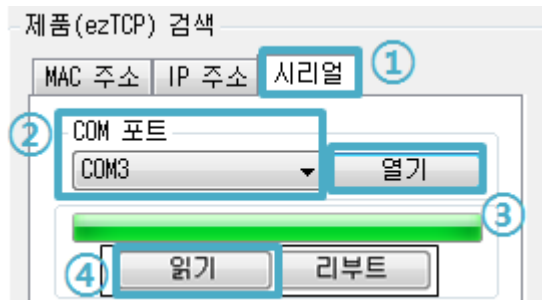 제품(ezTCP) 검색
MAC 주소 IP 주소 시리얼 ①
② COM 포트
COM3 열기
③
④ 읽기 리부트